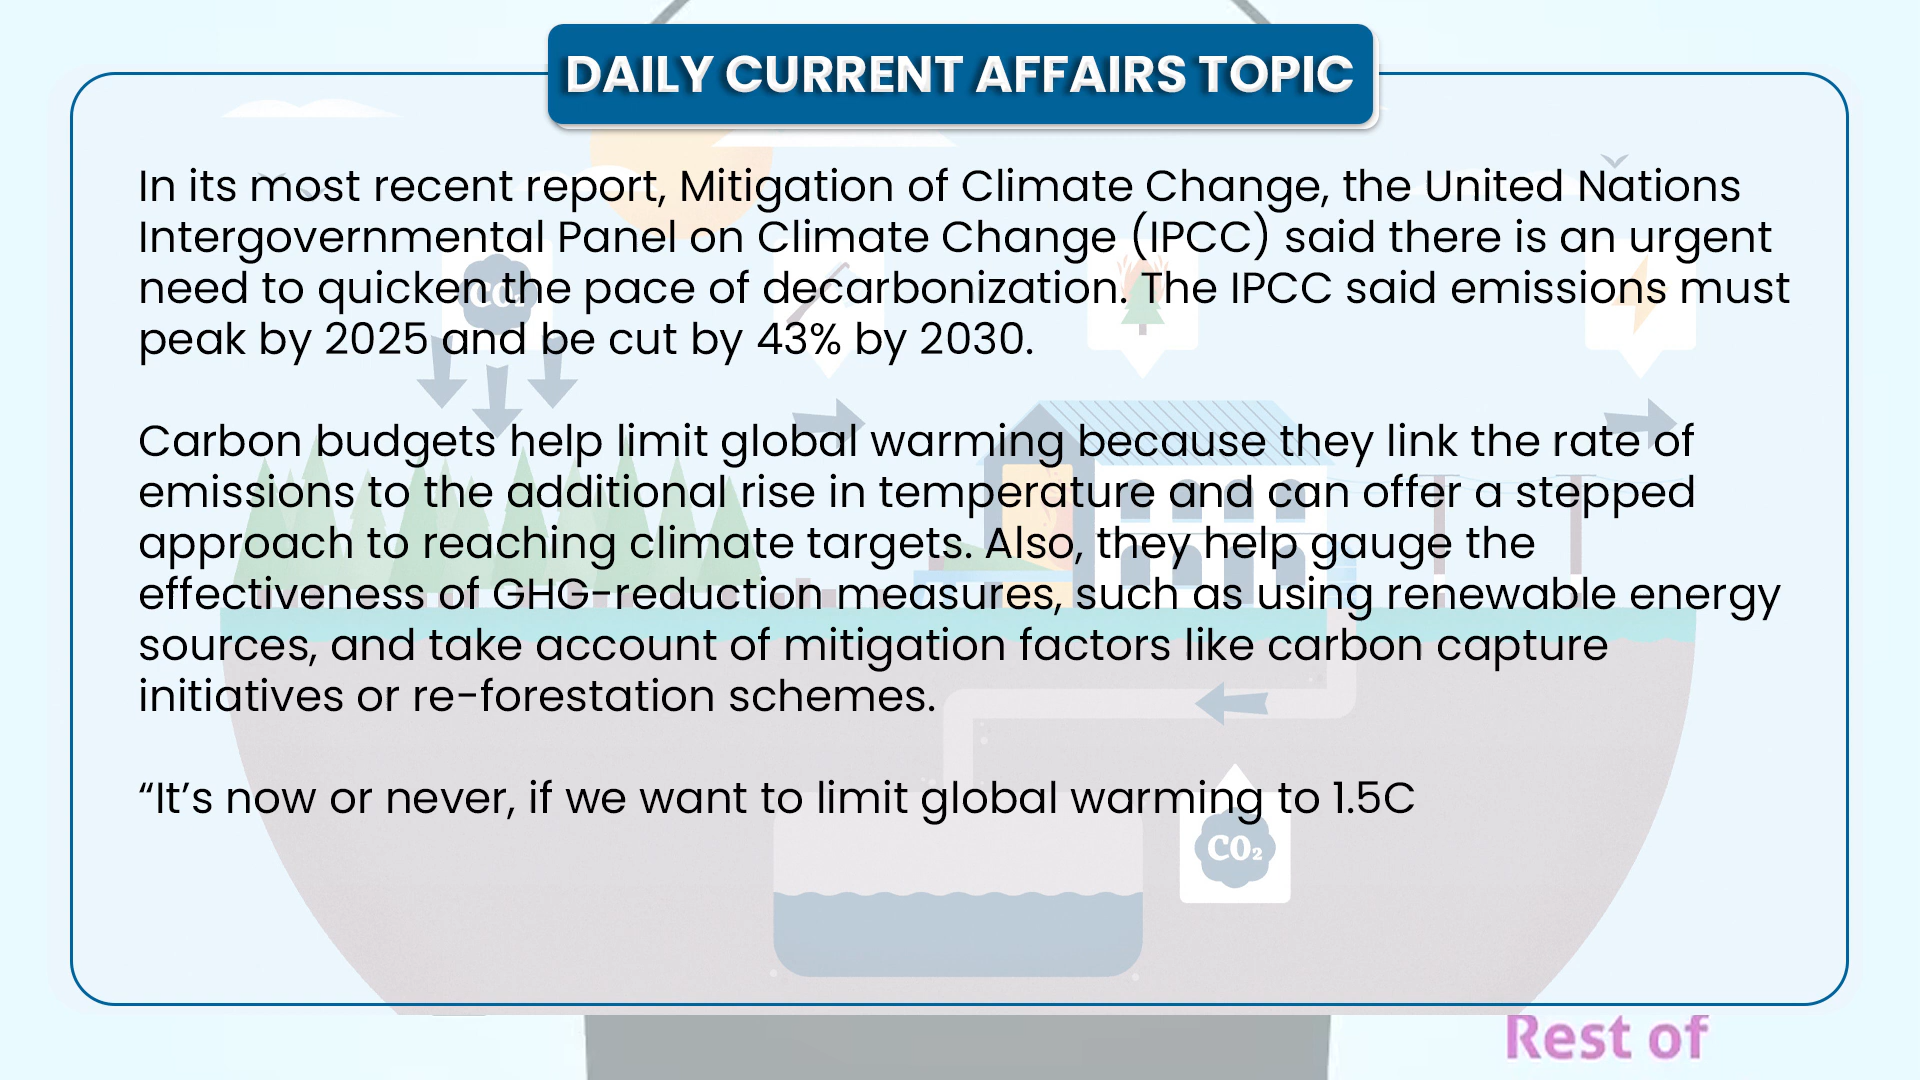 DAILY CURRENT AFFAIRS TOPIC
In its most recent report, Mitigation of Climate Change, the United Nations
Intergovernmental Panel on Climate Change (IPCC) said there is an urgent
need to quicken the pace of decarbonization. The IPCC said emissions must
peak by 2025 and be cut by 43% by 2030.
Carbon budgets help limit global warming because they link the rate of
emissions to the additional rise in temperature and can offer a stepped
approach to reaching climate targets. Also, they help gauge the
effectiveness of GHG-reduction measures, such as using renewable energy
sources, and take account of mitigation factors like carbon capture
initiatives or re-forestation schemes.
“It’s now or never, if we want to limit global warming to 1.5C
CO₂
CO₂
Rest of